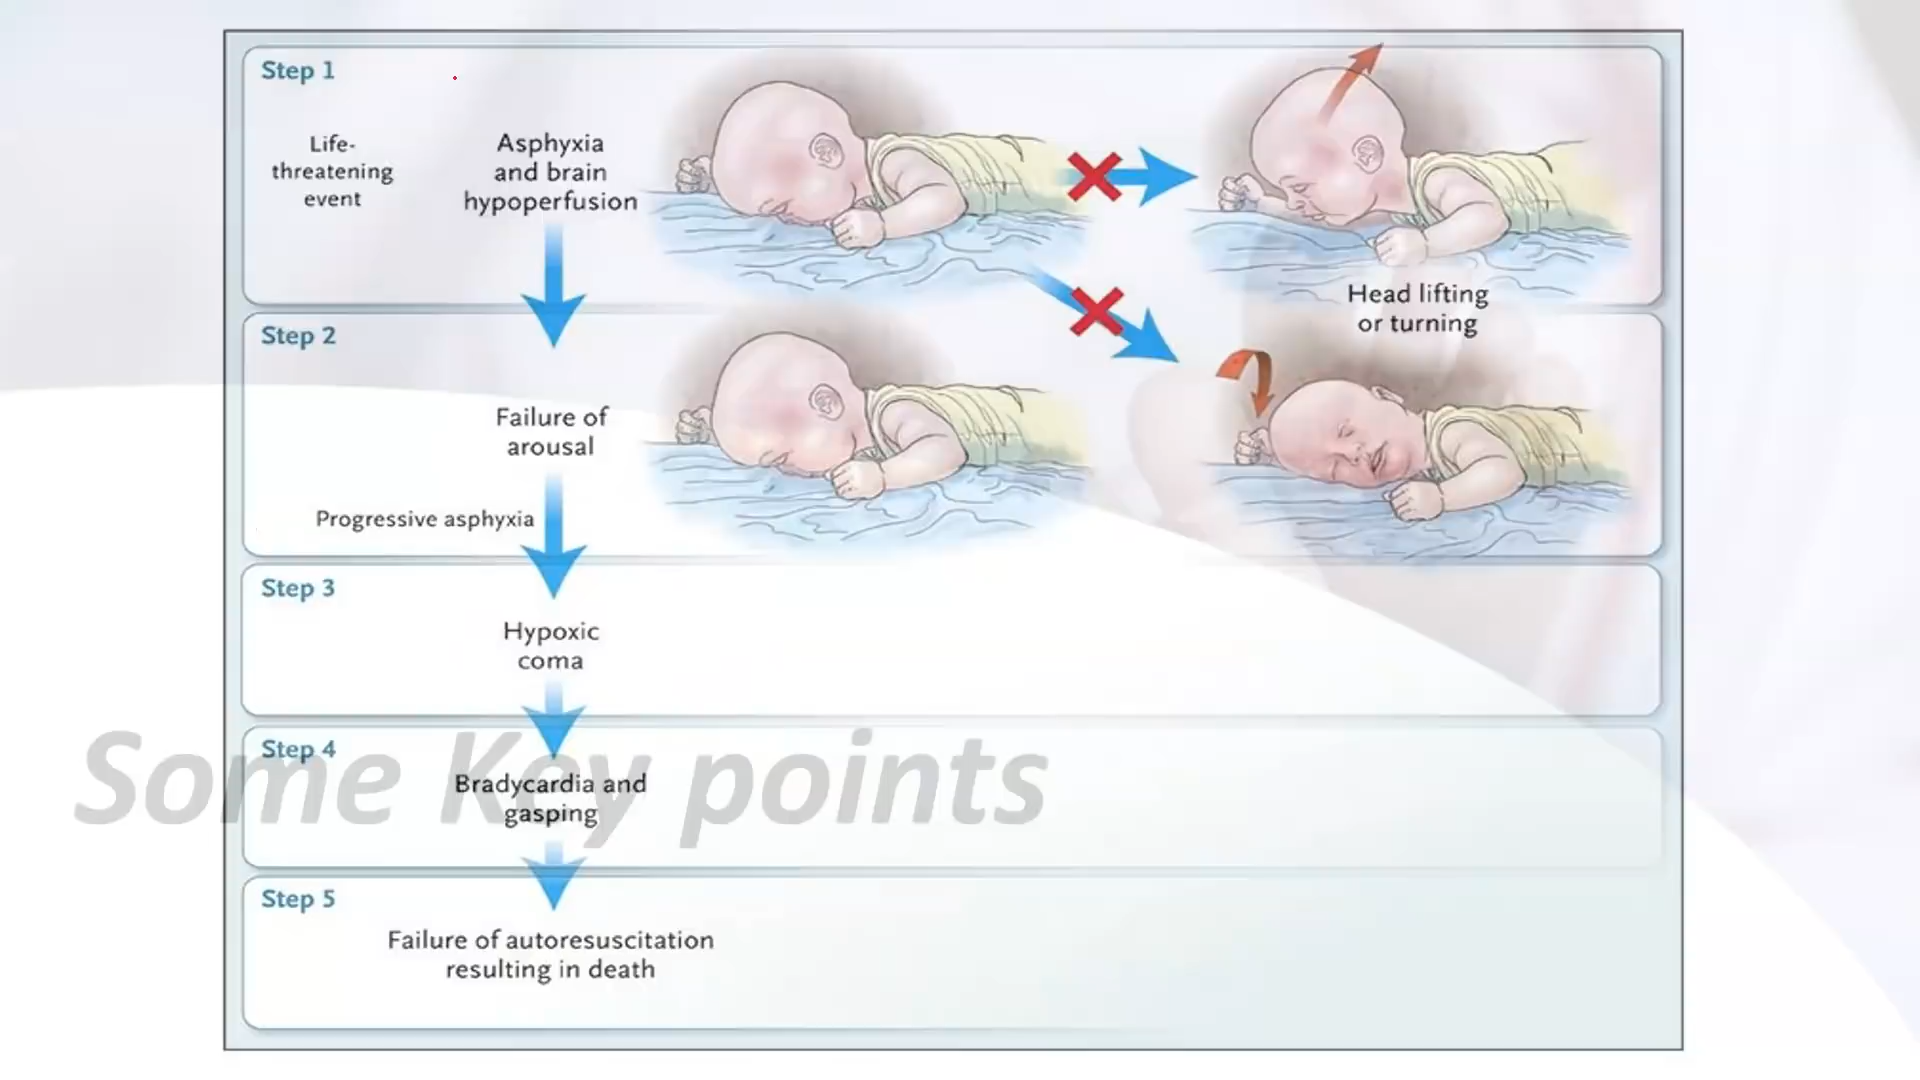 Step 1
Life-
threatening
event
Asphyxia
and brain
hypoperfusion
Head lifting
or turning
Step 2
Failure of
arousal
Progressive asphyxia
Step 3
Hypoxic
coma
Step 4
Some Key points
Bradycardia and
gasping
Step 5
Failure of autoresuscitation
resulting in death